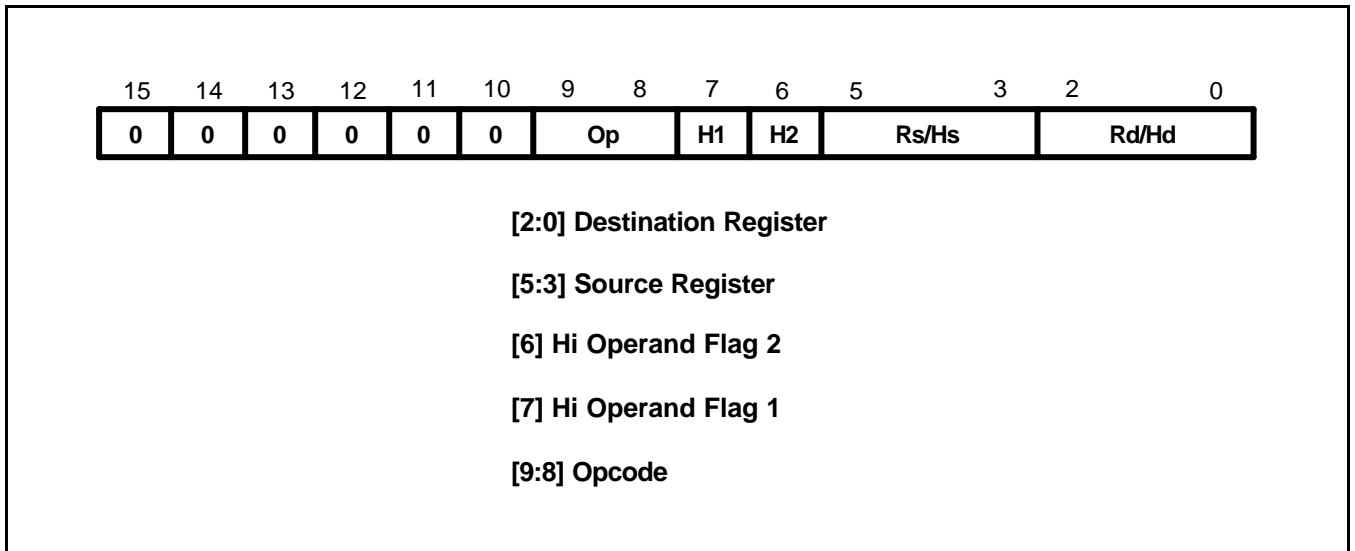 15 14 13 12 11 10 9 8 7 6 5 3 2 0
0 0 0 0 0 0 Op H1 H2 Rs/Hs Rd/Hd
[2:0] Destination Register
[5:3] Source Register
[6] Hi Operand Flag 2
[7] Hi Operand Flag 1
[9:8] Opcode